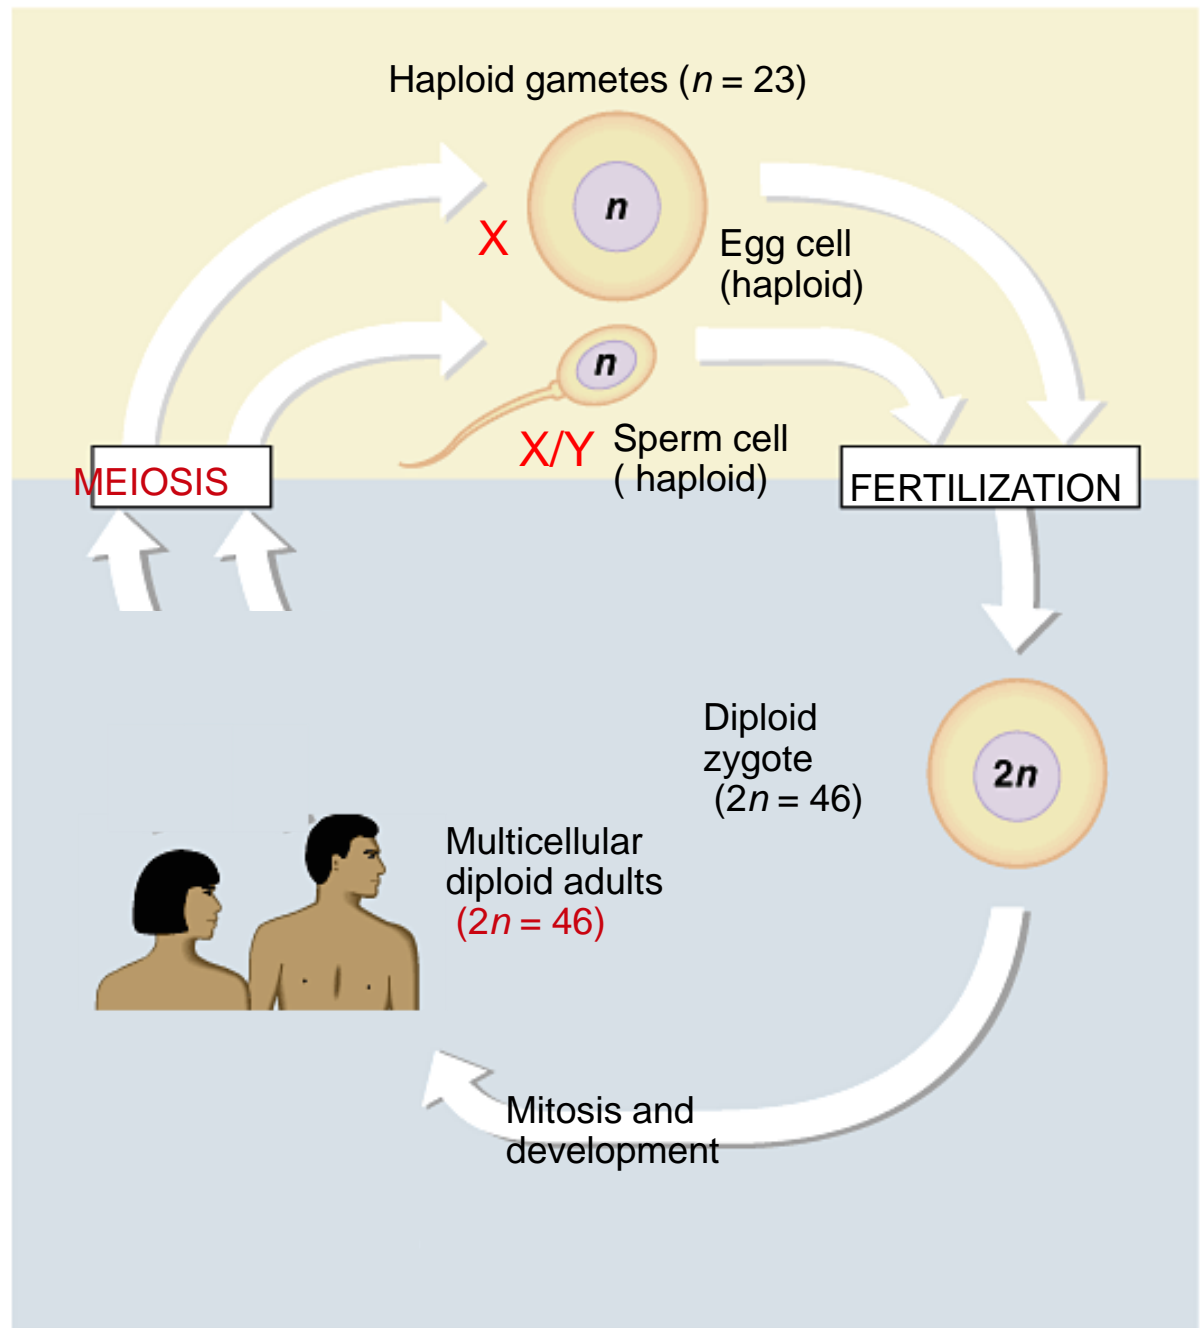 Haploid gametes (n = 23)
n
X
Egg cell
(haploid)
n
X/Y
Sperm cell
( haploid)
MEIOSIS
FERTILIZATION
Diploid
zygote
(2n = 46)
2n
Multicellular
diploid adults
(2n = 46)
Mitosis and
development